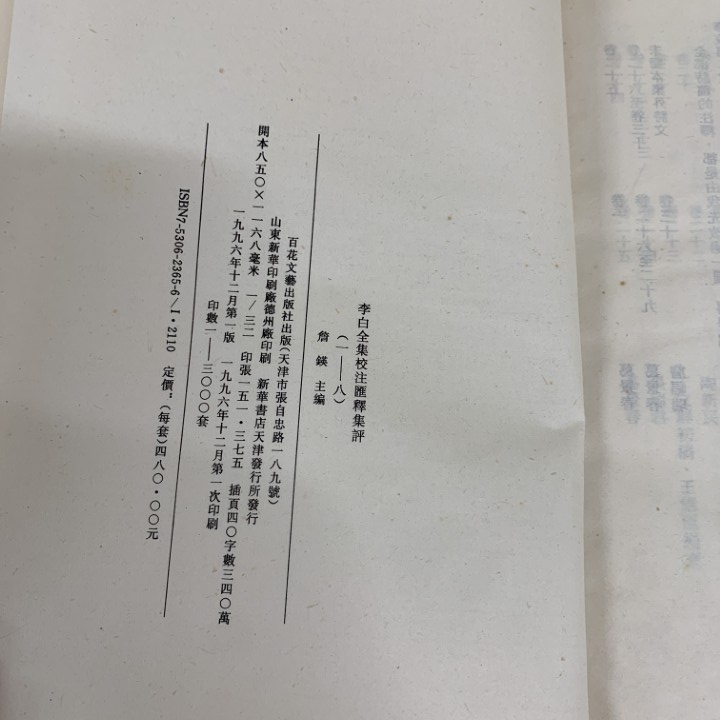 李白全集校注匯釋集評
(一——八)
詹鍈 主編
百花文藝出版社出版(天津市張自忠路一八九號)
山東新華印刷廠德州廠印刷 新華書店天津發行所發行
開本八五〇×一一六八毫米 一/三二 印張一五一·三七五 插頁四〇 字數三四〇萬
一九九六年十二月第一版 一九九六年十二月第一次印刷
印數一——三〇〇〇套
ISBN7-5306-2365-6/I·2110 定價:(每套)四八〇·〇〇元